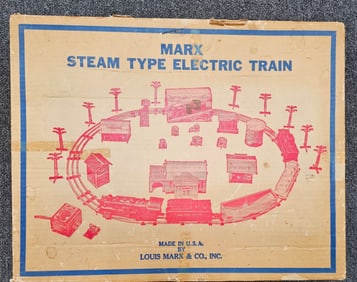 MARX
STEAM TYPE ELECTRIC TRAIN
MADE IN U.S.A.
BY
LOUIS MARX & CO., INC.